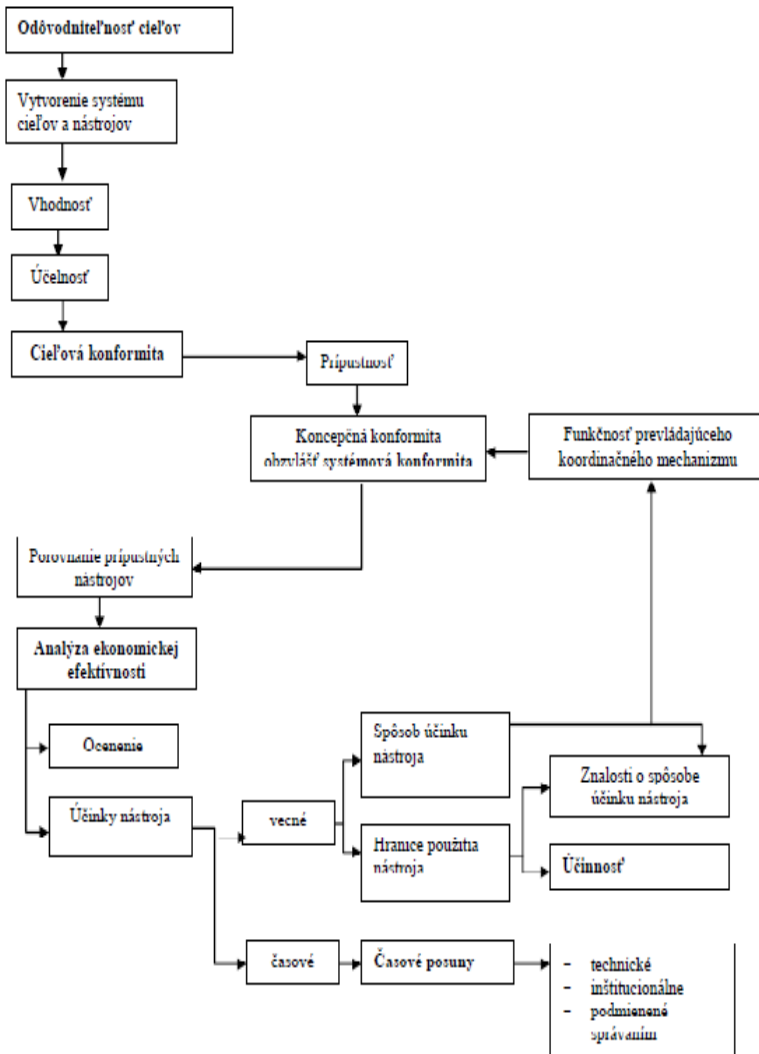 Odôvodniteľnosť cieľov
Vytvorenie systému
cieľov a nástrojov
Vhodnosť
Účelnosť
Cieľová konformita
Prípustnosť
Koncepčná konformita
obzvlášť systémová konformita
Funkčnosť prevládajúceho
koordinačného mechanizmu
Porovnanie prípustných
nástrojov
Analýza ekonomickej
efektívnosti
Ocenenie
Účinky nástroja
vecné
Spôsob účinku
nástroja
Hranice použitia
nástroja
Znalosti o spôsobe
účinku nástroja
Účinnosť
časové
Časové posuny
– technické
– inštitucionálne
– podmienené
správaním